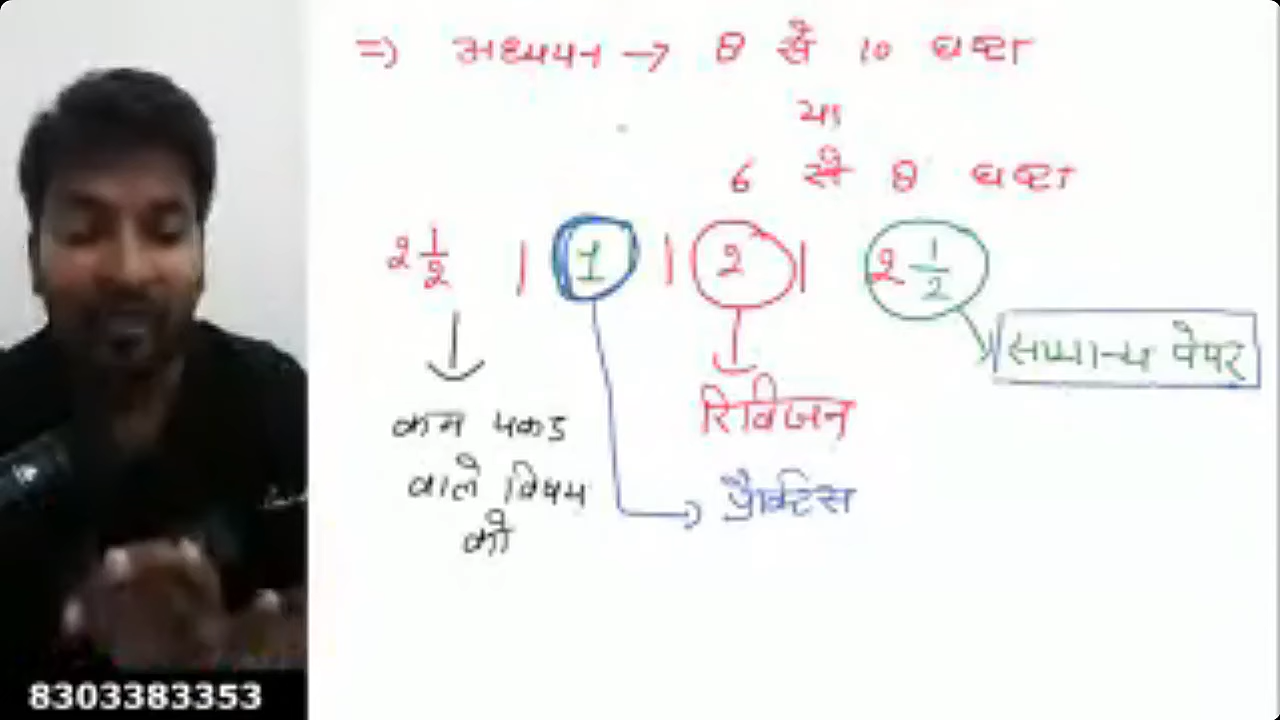 => अध्ययन → 8 से 10 घण्टा
या
6 से 8 घण्टा
2 1/2 | 1 | 2 | 2 1/2
सामान्य पेपर
कम पकड
वाले विषय
को
रिविजन
प्रैक्टिस
8303383353